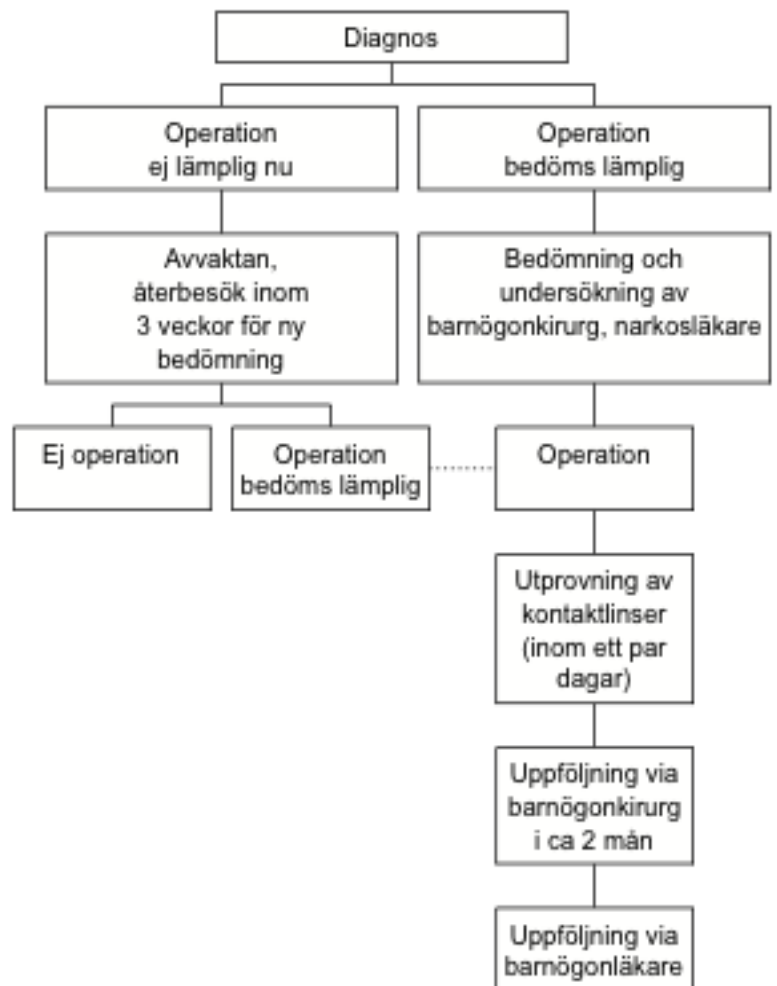 Diagnos
Operation
ej lämplig nu
Operation
bedöms lämplig
Avvaktan,
återbesök inom
3 veckor för ny
bedömning
Bedömning och
undersökning av
barnögonkirurg, narkosläkare
Ej operation
Operation
bedöms lämplig
Operation
Utprovning av
kontaktlinser
(inom ett par
dagar)
Uppföljning via
barnögonkirurg
i ca 2 mån
Uppföljning via
barnögonläkare